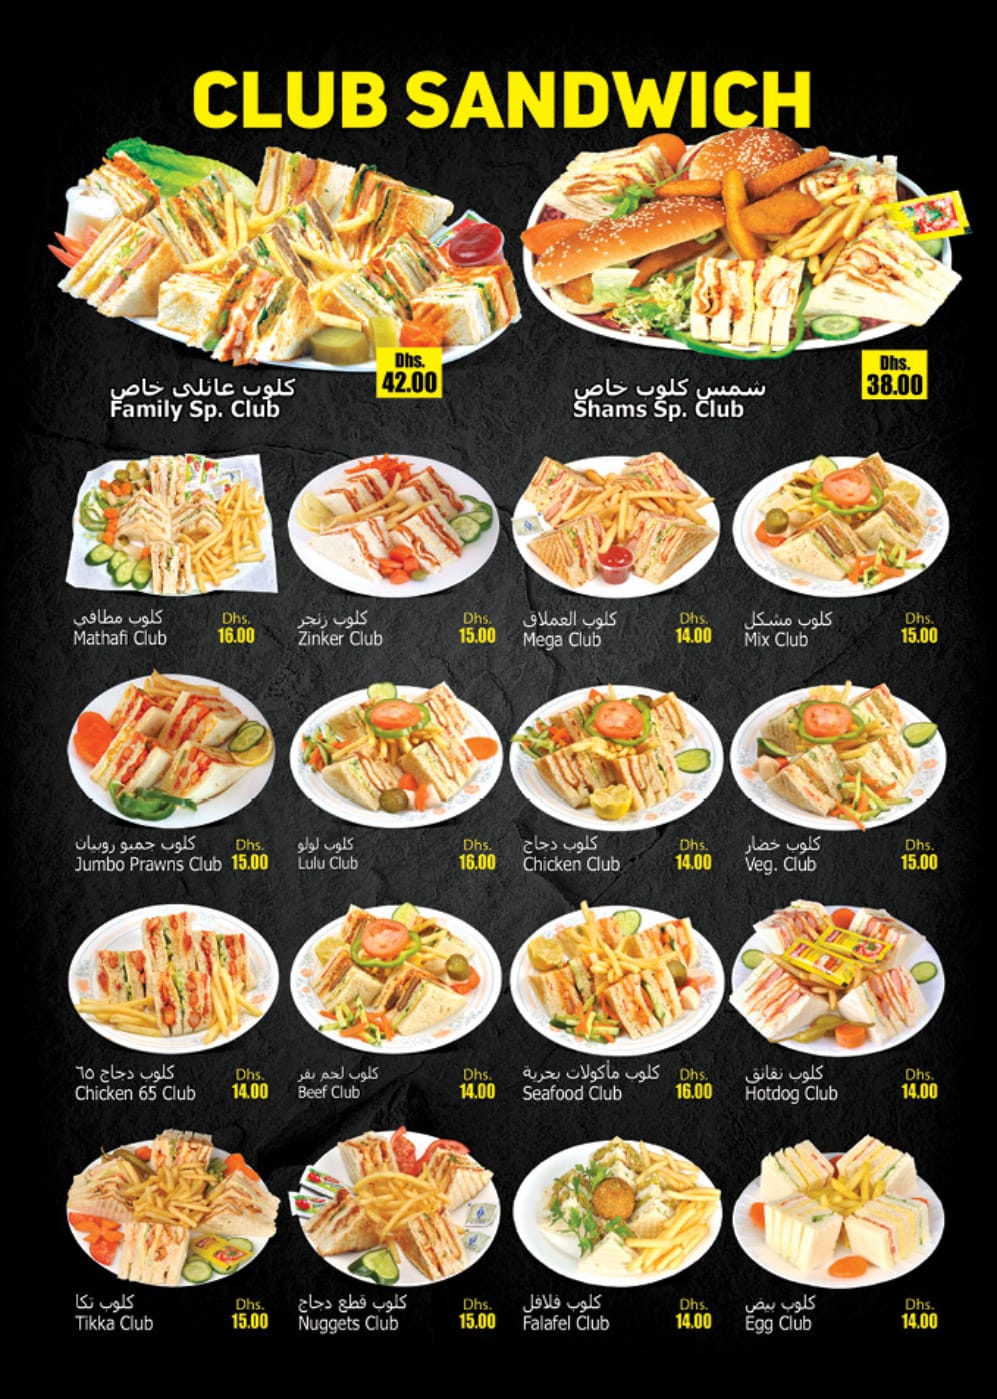 CLUB SANDWICH
كلوب عائلى خاص
Family Sp. Club
Dhs.
42.00
شمس كلوب خاص
Shams Sp. Club
Dhs.
38.00
كلوب مطافي
Mathafi Club
Dhs.
16.00
كلوب زنجر
Zinker Club
Dhs.
15.00
كلوب العملاق
Mega Club
Dhs.
14.00
كلوب مشكل
Mix Club
Dhs.
15.00
كلوب جمبو روبيان
Jumbo Prawns Club
Dhs.
15.00
كلوب لولو
Lulu Club
Dhs.
16.00
كلوب دجاج
Chicken Club
Dhs.
14.00
كلوب خضار
Veg. Club
Dhs.
15.00
كلوب دجاج ٦٥
Chicken 65 Club
Dhs.
14.00
كلوب لحم بقر
Beef Club
Dhs.
14.00
كلوب مأكولات بحرية
Seafood Club
Dhs.
16.00
كلوب نقانق
Hotdog Club
Dhs.
14.00
كلوب تكا
Tikka Club
Dhs.
15.00
كلوب قطع دجاج
Nuggets Club
Dhs.
15.00
كلوب فلافل
Falafel Club
Dhs.
14.00
كلوب بيض
Egg Club
Dhs.
14.00